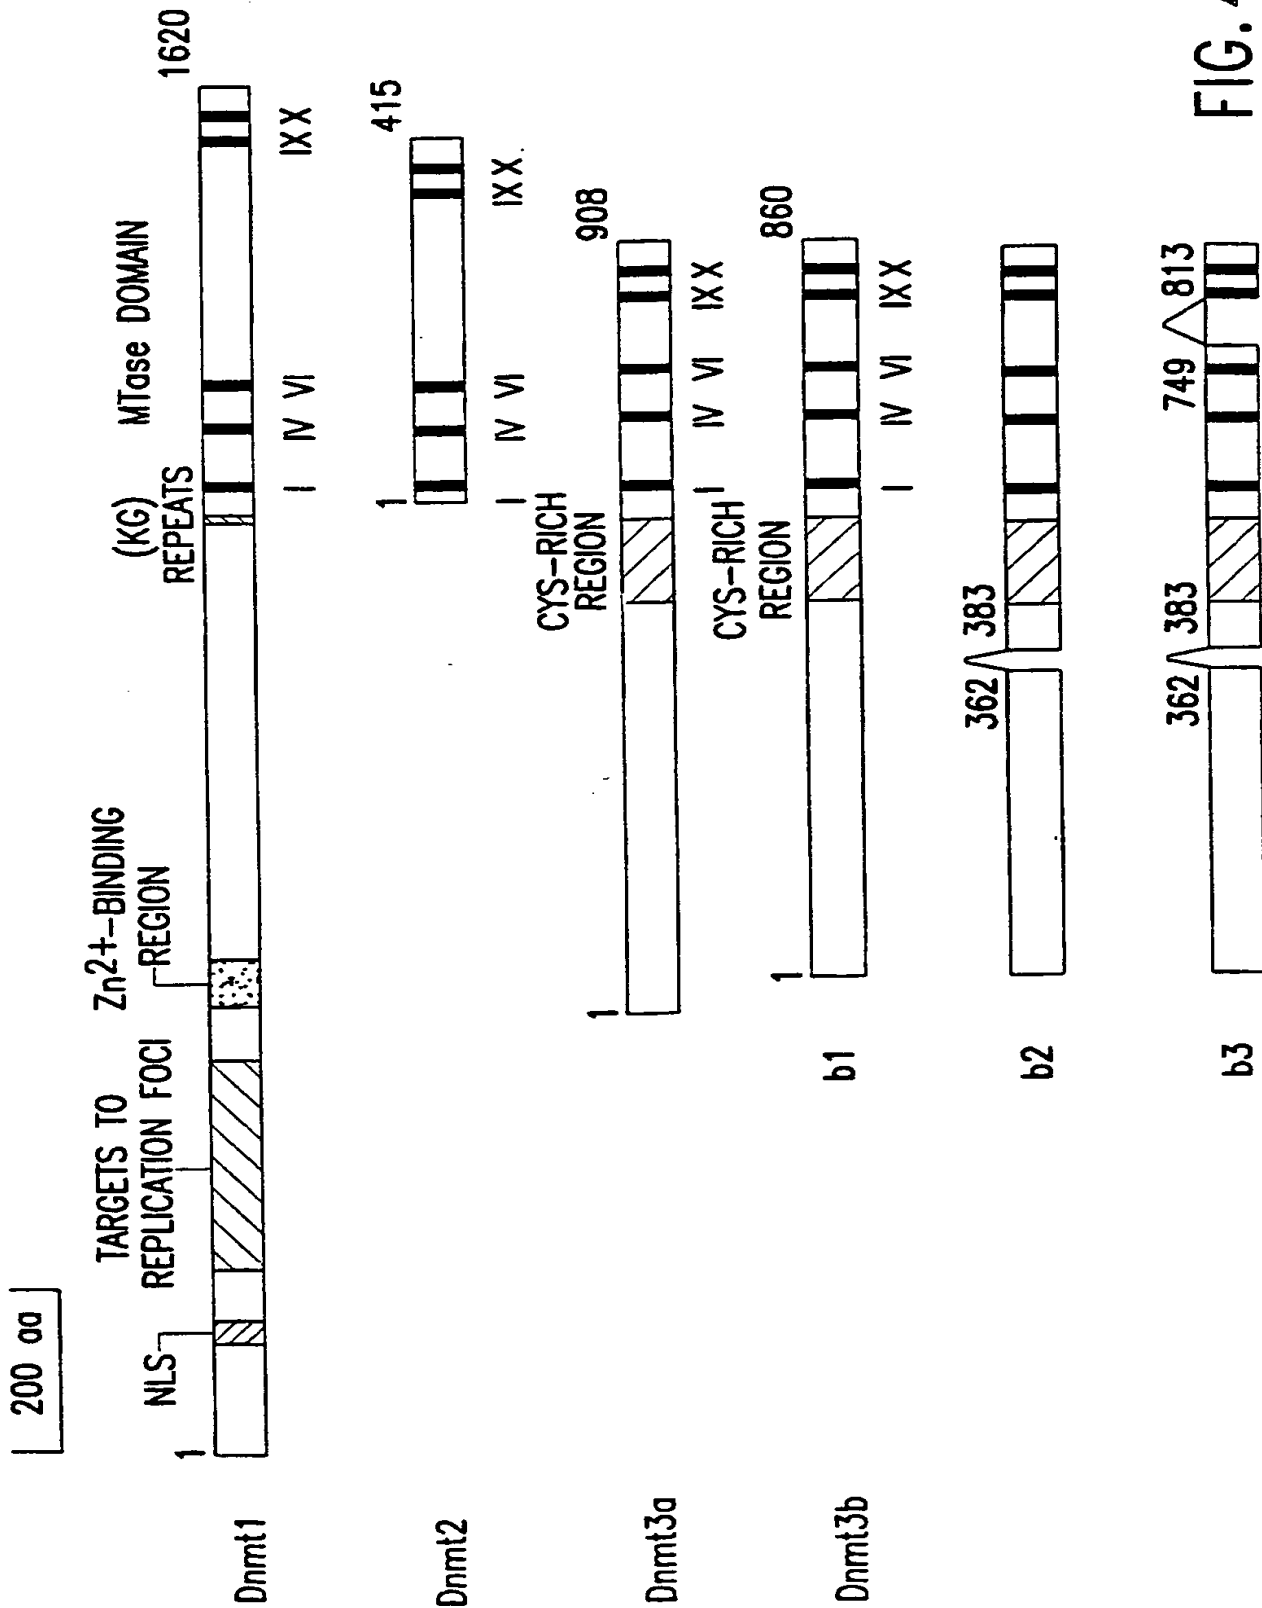 200 aa
TARGETS TO
REPLICATION FOCI
Zn2+-BINDING
REGION
(KG)
REPEATS
MTase DOMAIN
NLS
1
1620
Dnmt1
I IV VI IX X
1
415
Dnmt2
I IV VI IX X
CYS-RICH
REGION
1
908
Dnmt3a
I IV VI IX X
CYS-RICH
REGION
1
860
Dnmt3b
b1
I IV VI IX X
362
383
b2
362
383
749
813
b3
FIG.